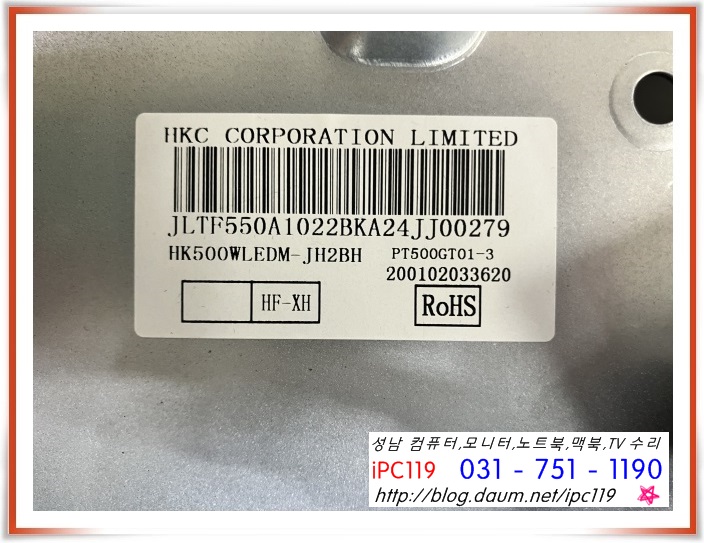 HKC CORPORATION LIMITED
JLTF550A1022BKA24JJ00279
HK500WLEDM-JH2BH PT500GT01-3
200102033620
HF-XH
RoHS
성남 컴퓨터,모니터,노트북,맥북,TV 수리
iPC119 031 - 751 - 1190
http://blog.daum.net/ipc119